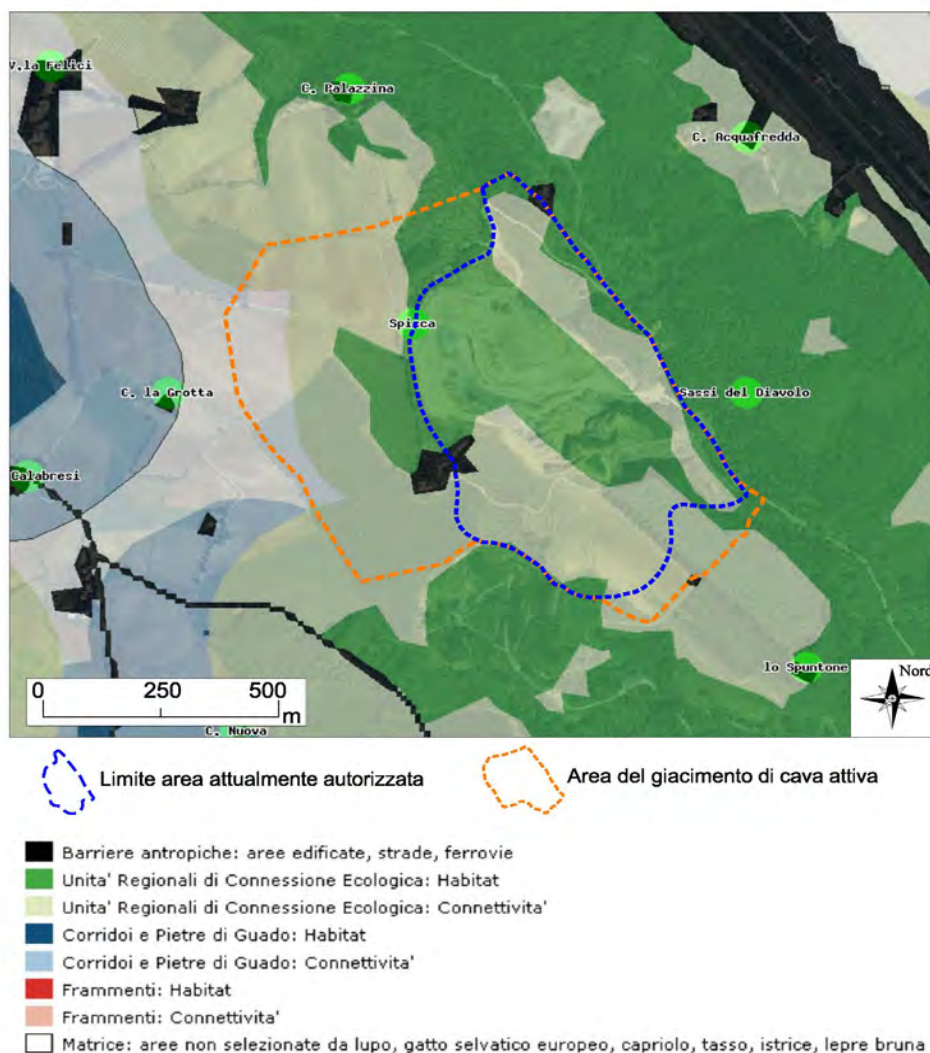 V.la Felici
C. Palazzina
C. Acquafredda
Spicca
C. la Grotta
Sassi del Diavolo
Galabresi
lo Spuntone
Nord
0 250 500
m
C. Nuova
Limite area attualmente autorizzata
Area del giacimento di cava attiva
Barriere antropiche: aree edificate, strade, ferrovie
Unita' Regionali di Connessione Ecologica: Habitat
Unita' Regionali di Connessione Ecologica: Connettivita'
Corridoi e Pietre di Guado: Habitat
Corridoi e Pietre di Guado: Connettivita'
Frammenti: Habitat
Frammenti: Connettivita'
Matrice: aree non selezionate da lupo, gatto selvatico europeo, capriolo, tasso, istrice, lepre bruna